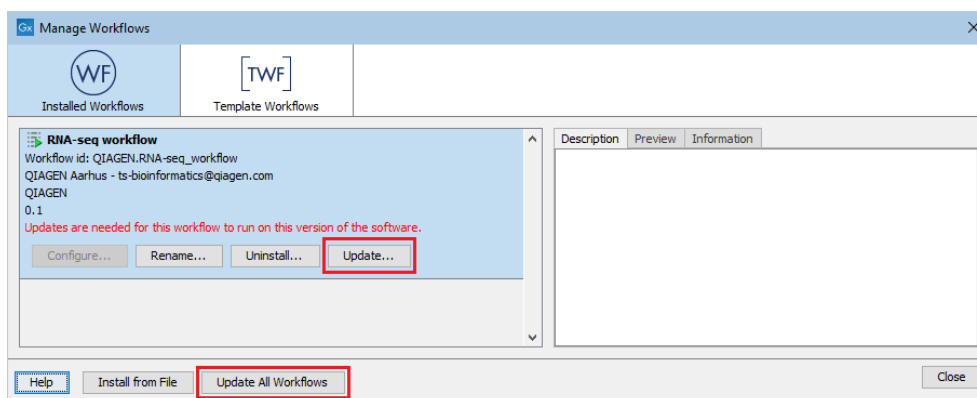 Gx Manage Workflows
WF
TWF
Installed Workflows
Template Workflows
RNA-seq workflow
Workflow id: QIAGEN.RNA-seq_workflow
QIAGEN Aarhus - ts-bioinformatics@qiagen.com
QIAGEN
0.1
Updates are needed for this workflow to run on this version of the software.
Configure... Rename... Uninstall... Update...
Description Preview Information
Help Install from File Update All Workflows Close